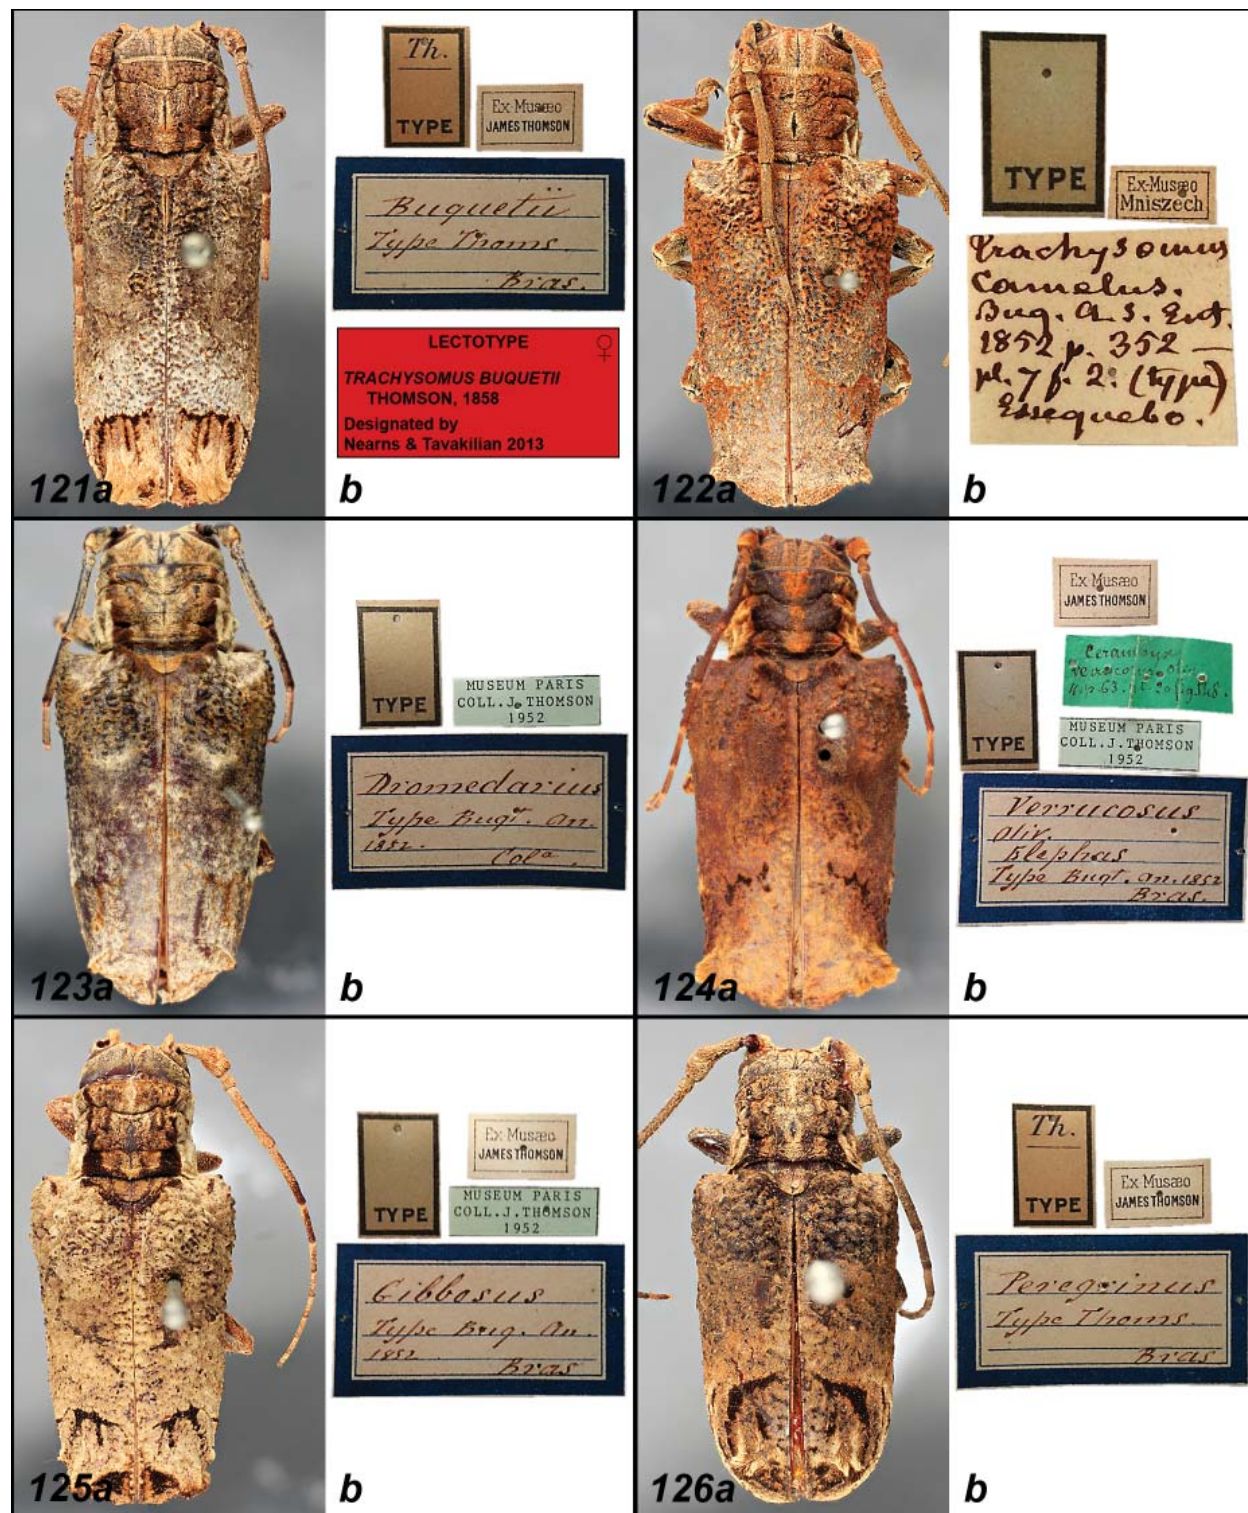 Th.
TYPE
Ex-Musæo
JAMES THOMSON
Buquetii
Type Thoms.
Bras.
LECTOTYPE ♀
TRACHYSOMUS BUQUETII
THOMSON, 1858
Designated by
Nearns & Tavakilian 2013
121a
b
TYPE
Ex-Musæo
Mniszech
Trachysomus
Camelus.
Buq. A. S. Ent.
1852 p. 352 —
pl. 7 f. 2. (type)
Essequebo.
122a
b
TYPE
MUSEUM PARIS
COLL. J. THOMSON
1952
Dromedarius
Type Buqt. An.
1852.
Cola.
123a
b
Ex-Musæo
JAMES THOMSON
Cerambyx
TYPE
MUSEUM PARIS
COLL. J. THOMSON
1952
Verrucosus
Oliv.
Elephas
Type Buqt. An. 1852
Bras.
124a
b
TYPE
Ex-Musæo
JAMES THOMSON
MUSEUM PARIS
COLL. J. THOMSON
1952
Gibbosus
Type Buq. An.
1852
Bras
125a
b
Th.
TYPE
Ex-Musæo
JAMES THOMSON
Peregrinus
Type Thoms.
Bras
126a
b